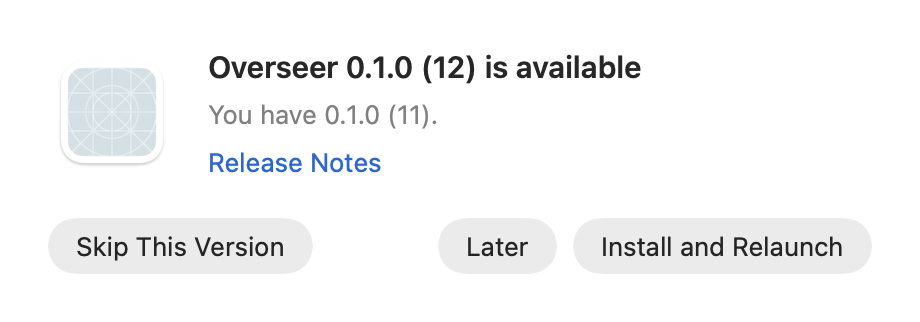 Overseer 0.1.0 (12) is available
You have 0.1.0 (11).
Release Notes
Skip This Version
Later
Install and Relaunch